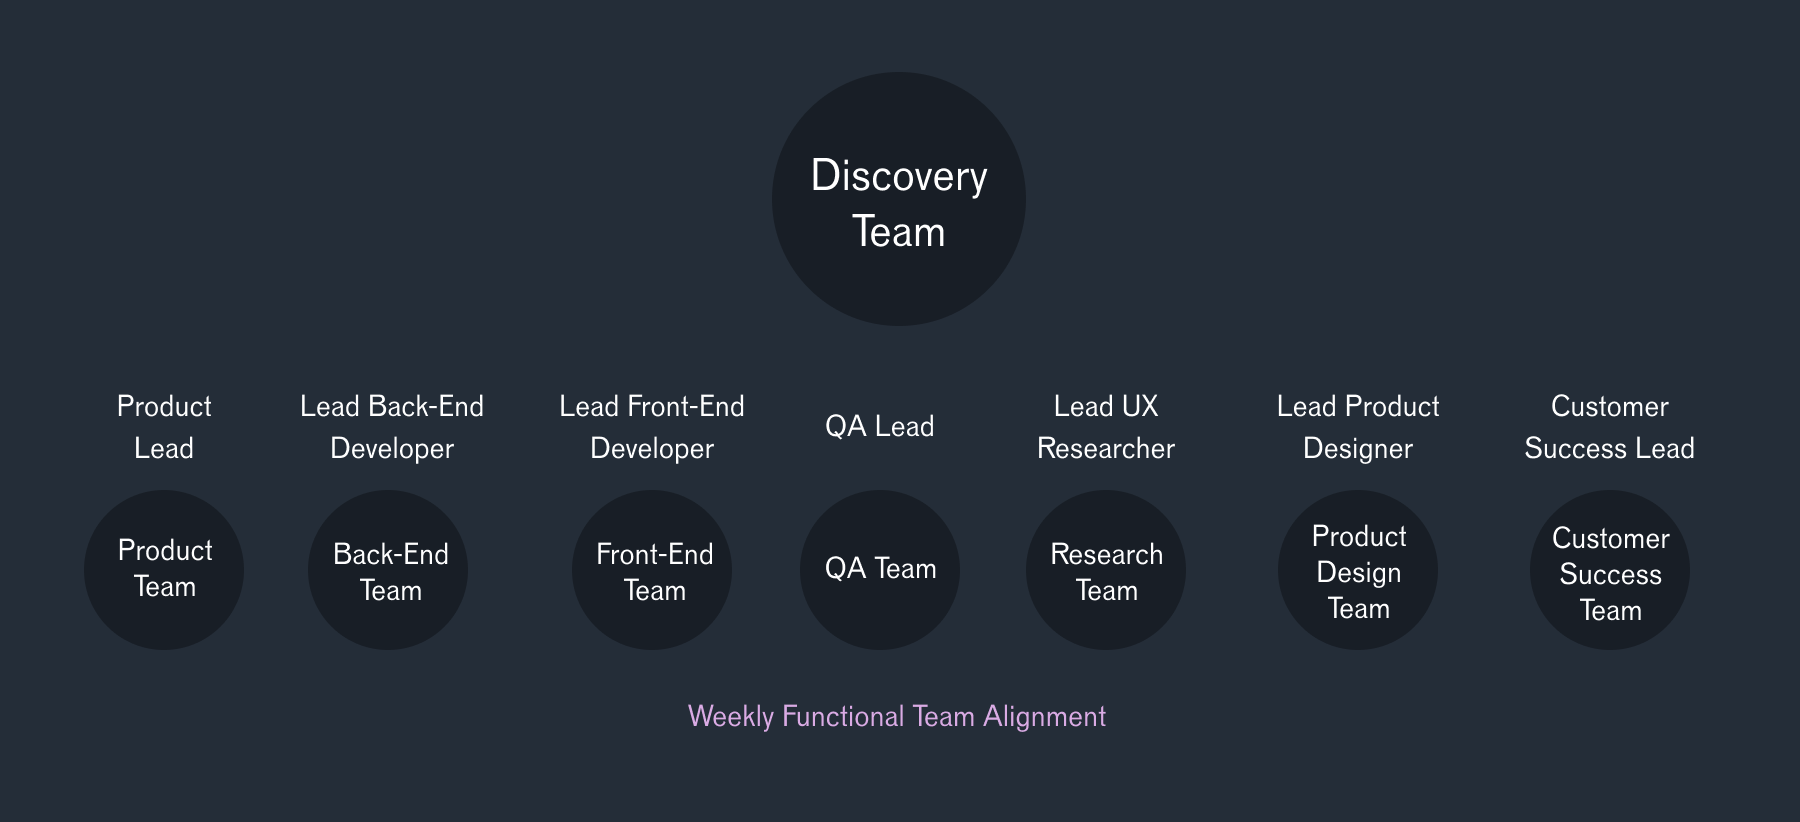 Discovery
Team
Product
Lead
Lead Back-End
Developer
Lead Front-End
Developer
QA Lead
Lead UX
Researcher
Lead Product
Designer
Customer
Success Lead
Product
Team
Back-End
Team
Front-End
Team
QA Team
Research
Team
Product
Design
Team
Customer
Success
Team
Weekly Functional Team Alignment